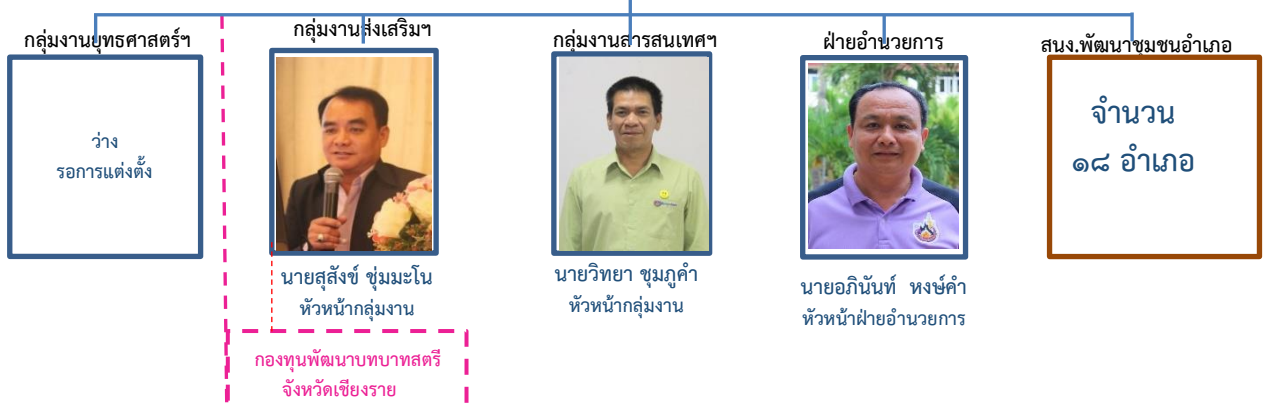 กลุ่มงานยุทธศาสตร์ฯ
กลุ่มงานส่งเสริมฯ
กลุ่มงานสารสนเทศฯ
ฝ่ายอำนวยการ
สนง.พัฒนาชุมชนอำเภอ
ว่าง
รอการแต่งตั้ง
จำนวน
๑๘ อำเภอ
นายสุสังข์ ชุ่มมะโน
หัวหน้ากลุ่มงาน
นายวิทยา ชุมภูคำ
หัวหน้ากลุ่มงาน
นายอภินันท์ หงษ์คำ
หัวหน้าฝ่ายอำนวยการ
กองทุนพัฒนาบทบาทสตรี
จังหวัดเชียงราย